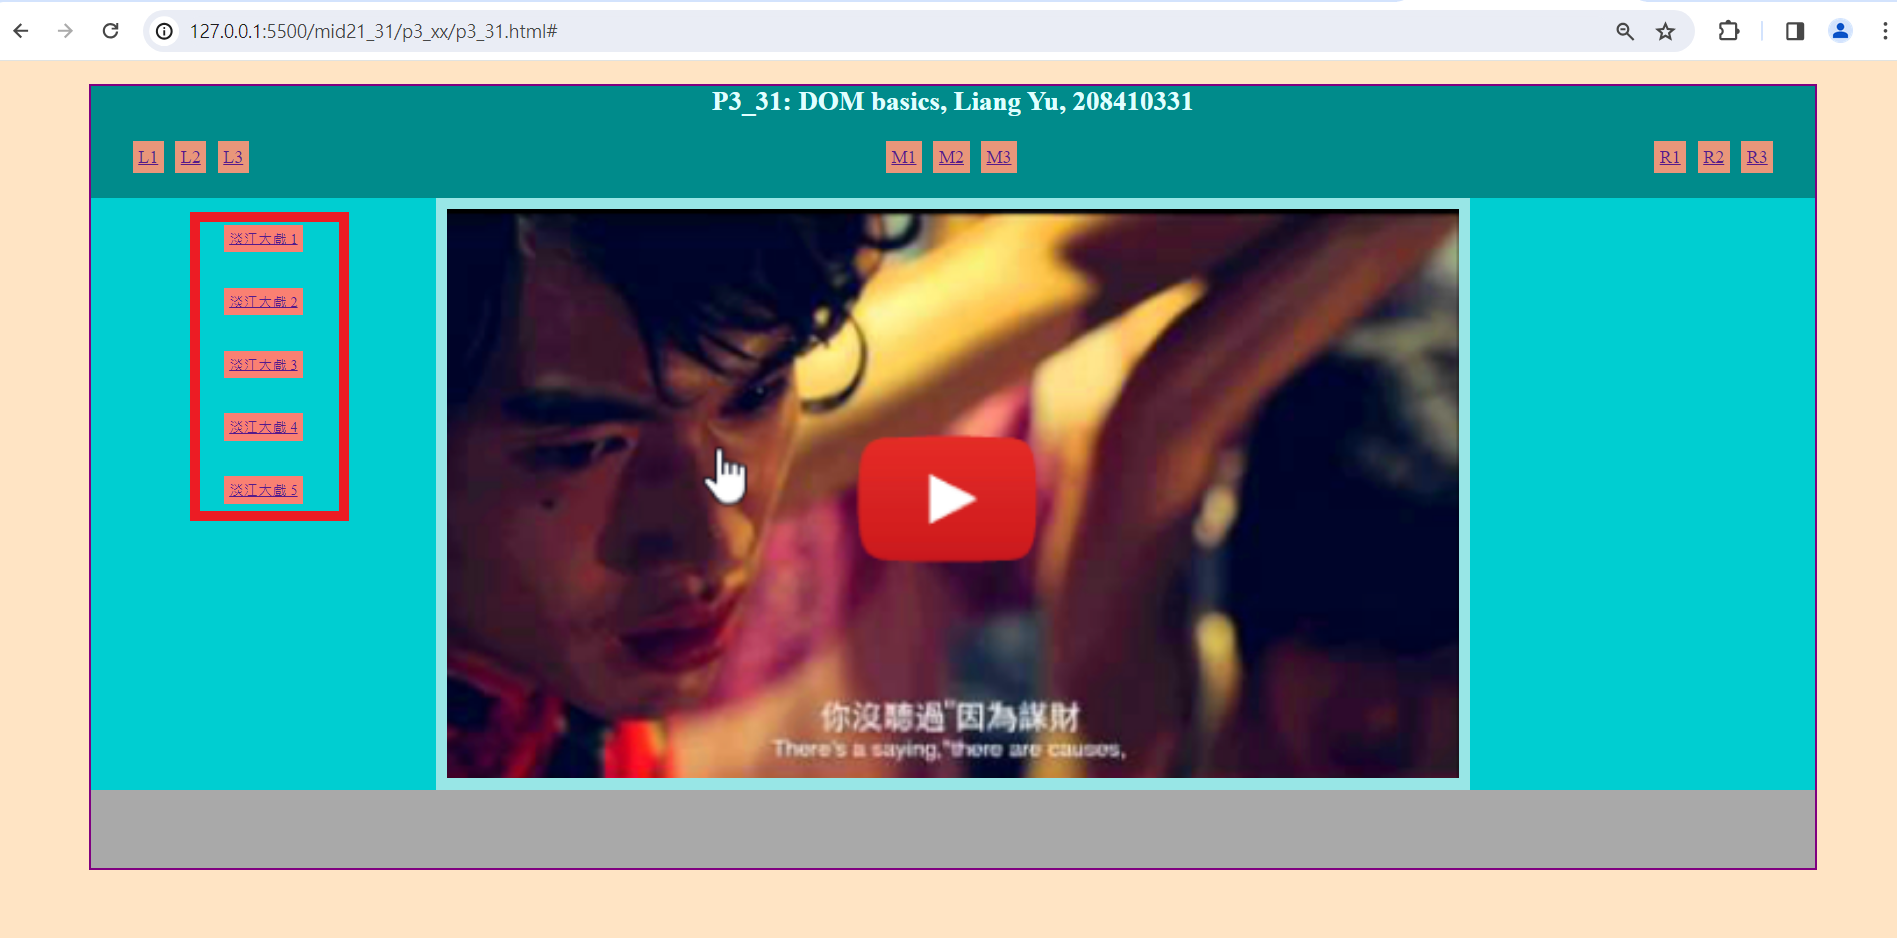 127.0.0.1:5500/mid21_31/p3_xx/p3_31.html#
P3_31: DOM basics, Liang Yu, 208410331
L1 L2 L3 M1 M2 M3 R1 R2 R3
淡江大戲 1
淡江大戲 2
淡江大戲 3
淡江大戲 4
淡江大戲 5
你沒聽過"因為謀財
There's a saying,"there are causes,